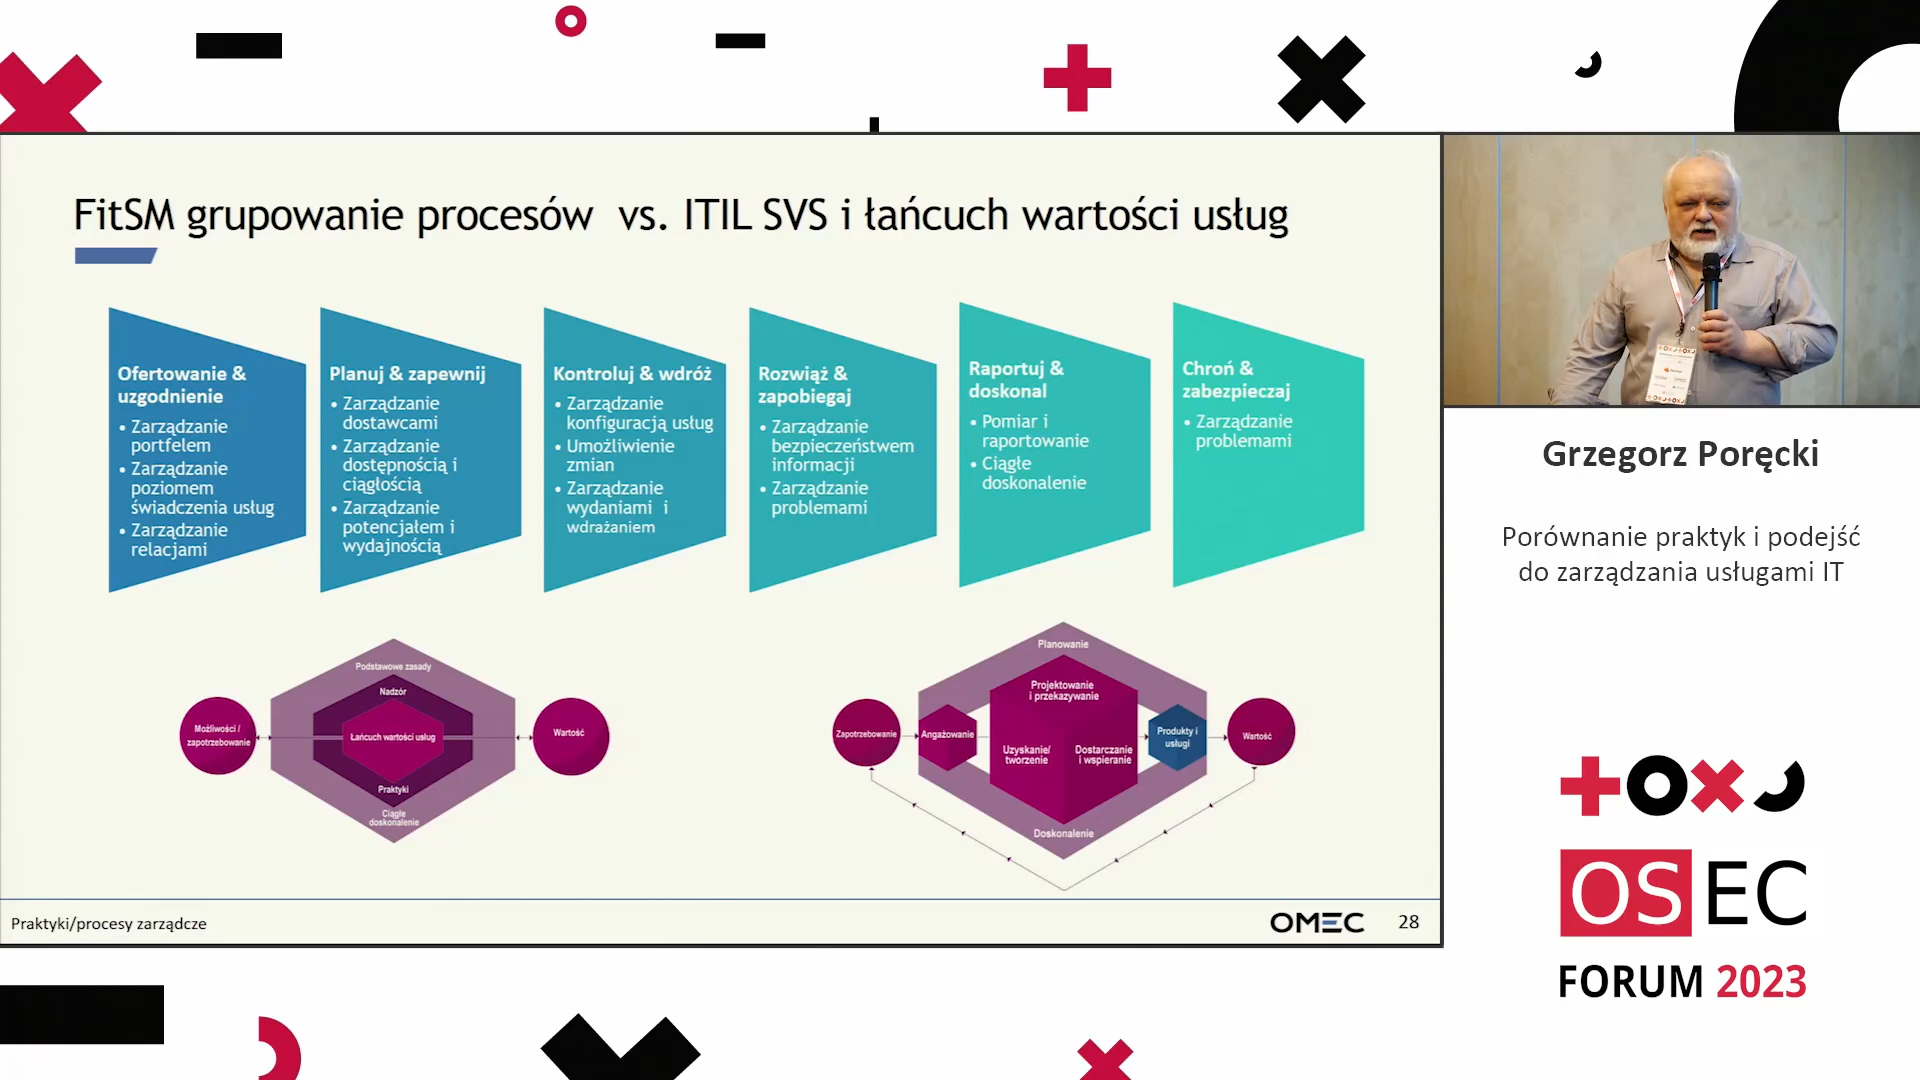 FitSM grupowanie procesów vs. ITIL SVS i łańcuch wartości usług
Ofertowanie &
uzgodnienie
• Zarządzanie
portfelem
• Zarządzanie
poziomem
świadczenia usług
• Zarządzanie
relacjami
Planuj & zapewnij
• Zarządzanie
dostawcami
• Zarządzanie
dostępnością i
ciągłością
• Zarządzanie
potencjałem i
wydajnością
Kontroluj & wdróż
• Zarządzanie
konfiguracją usług
• Umożliwienie
zmian
• Zarządzanie
wydaniami i
wdrażaniem
Rozwiąż &
zapobiegaj
• Zarządzanie
bezpieczeństwem
informacji
• Zarządzanie
problemami
Raportuj &
doskonal
• Pomiar i
raportowanie
• Ciągłe
doskonalenie
Chroń &
zabezpieczaj
• Zarządzanie
problemami
Możliwości /
zapotrzebowanie
Podstawowe zasady
Nadzór
Łańcuch wartości usług
Praktyki
Ciągłe
doskonalenie
Wartość
Zapotrzebowanie
Angażowanie
Planowanie
Projektowanie
i przekazywanie
Uzyskanie/
tworzenie
Dostarczanie
i wspieranie
Doskonalenie
Produkty i
usługi
Wartość
Praktyki/procesy zarządcze
OMEC
28
Grzegorz Poręcki
Porównanie praktyk i podejść
do zarządzania usługami IT
OSEC
FORUM 2023